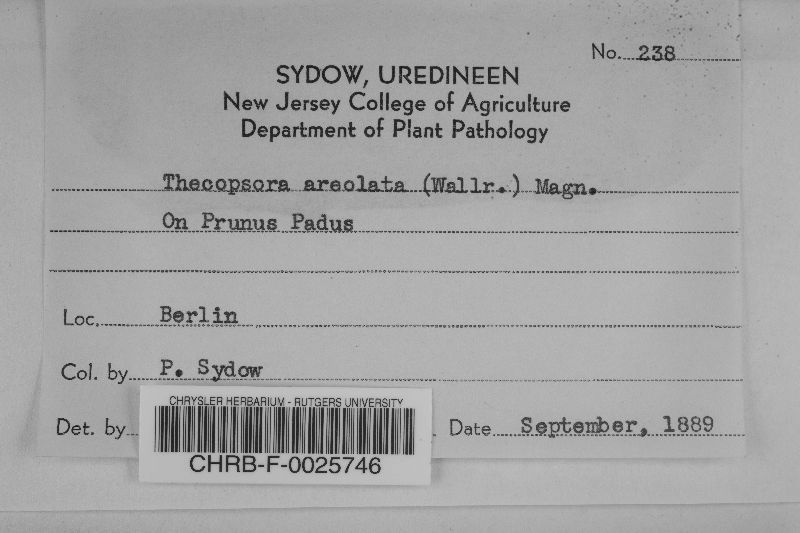 No. 238
SYDOW, UREDINEEN
New Jersey College of Agriculture
Department of Plant Pathology
Thecopsora areolata (Wallr.) Magn.
On Prunus Padus
Loc. Berlin
Col. by P. Sydow
Det. by Date September, 1889
CHRYSLER HERBARIUM - RUTGERS UNIVERSITY
CHRB-F-0025746